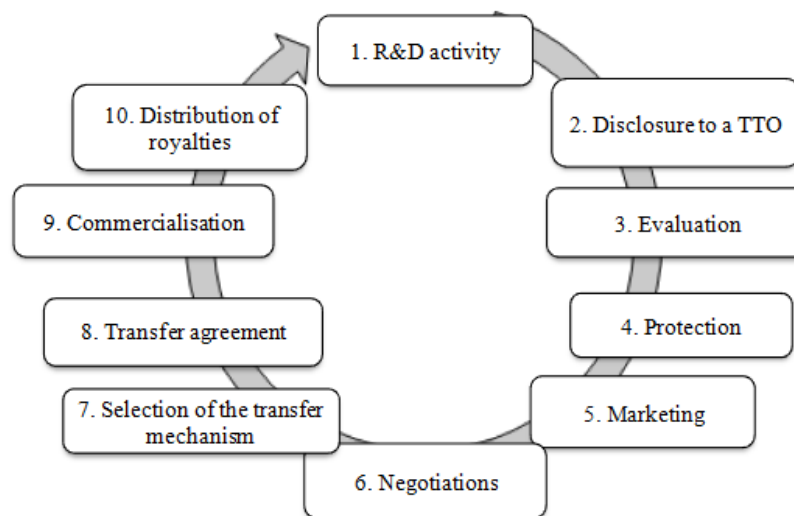 1. R&D activity
2. Disclosure to a TTO
3. Evaluation
4. Protection
5. Marketing
6. Negotiations
7. Selection of the transfer
mechanism
8. Transfer agreement
9. Commercialisation
10. Distribution of
royalties